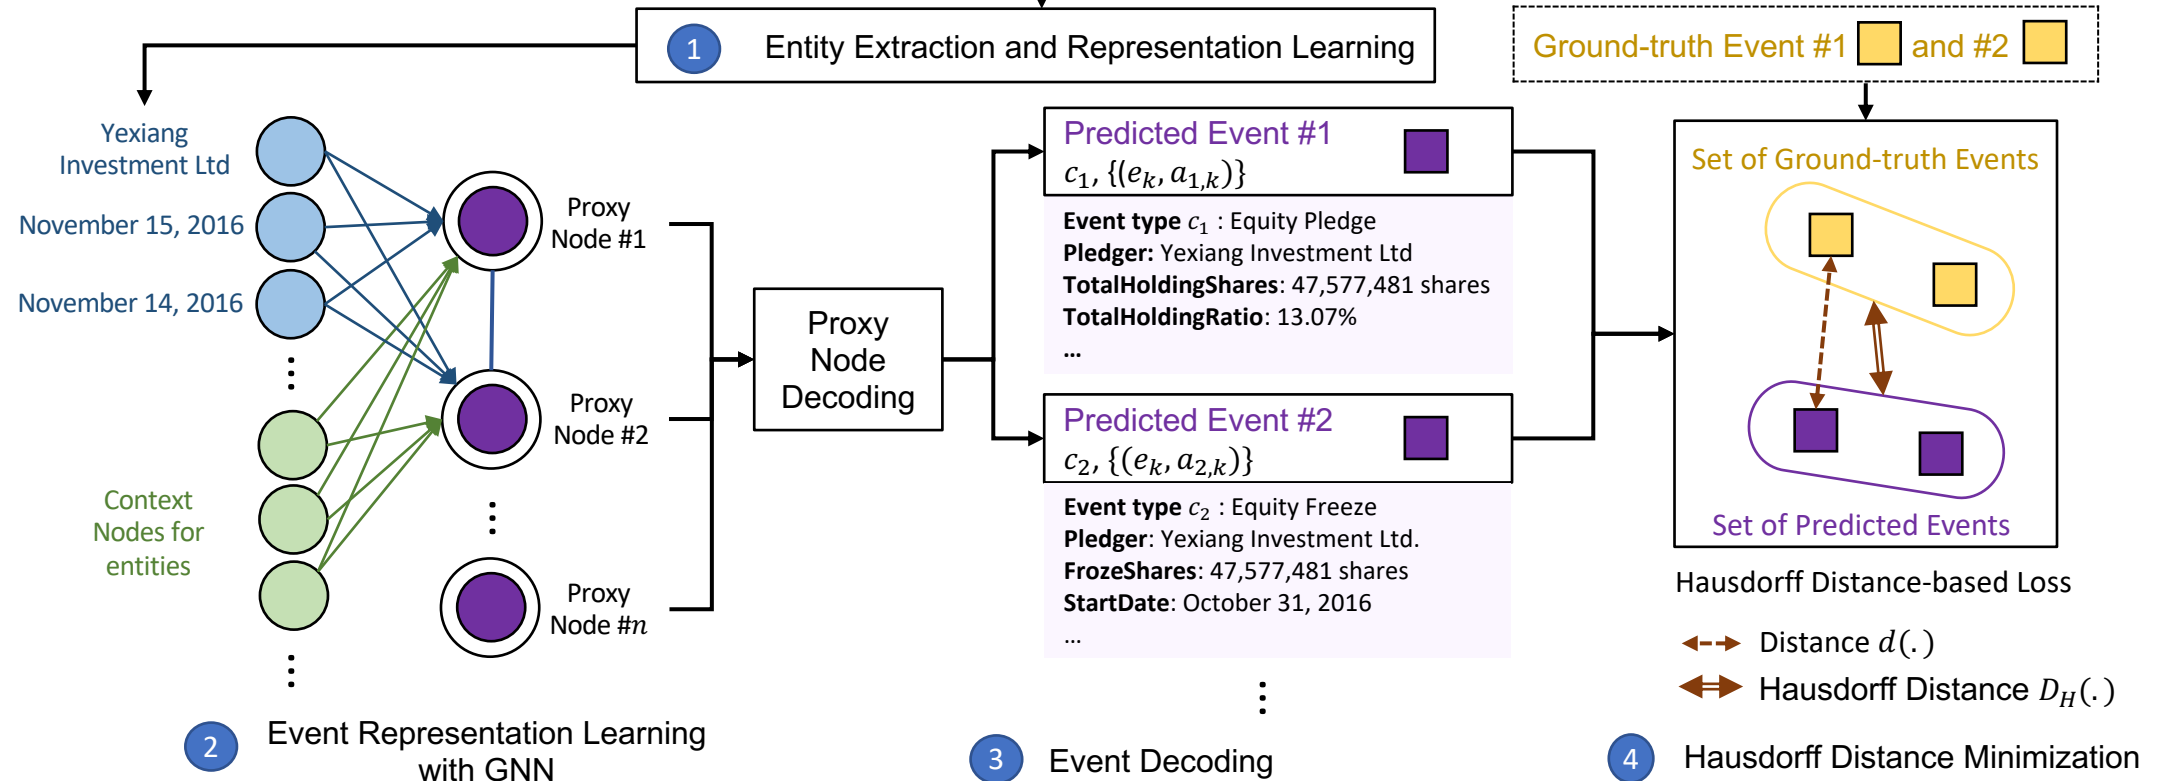 1 Entity Extraction and Representation Learning
Ground-truth Event #1 and #2
Yexiang
Investment Ltd
November 15, 2016
November 14, 2016
⋮
Context
Nodes for
entities
⋮
Proxy
Node #1
Proxy
Node #2
⋮
Proxy
Node #n
2 Event Representation Learning
with GNN
Proxy
Node
Decoding
Predicted Event #1
c₁, {(eₖ, a₁,ₖ)}
Event type c₁ : Equity Pledge
Pledger: Yexiang Investment Ltd
TotalHoldingShares: 47,577,481 shares
TotalHoldingRatio: 13.07%
...
Predicted Event #2
c₂, {(eₖ, a₂,ₖ)}
Event type c₂ : Equity Freeze
Pledger: Yexiang Investment Ltd.
FrozeShares: 47,577,481 shares
StartDate: October 31, 2016
...
⋮
3 Event Decoding
Set of Ground-truth Events
Set of Predicted Events
Hausdorff Distance-based Loss
Distance d(.)
Hausdorff Distance D_H(.)
4 Hausdorff Distance Minimization